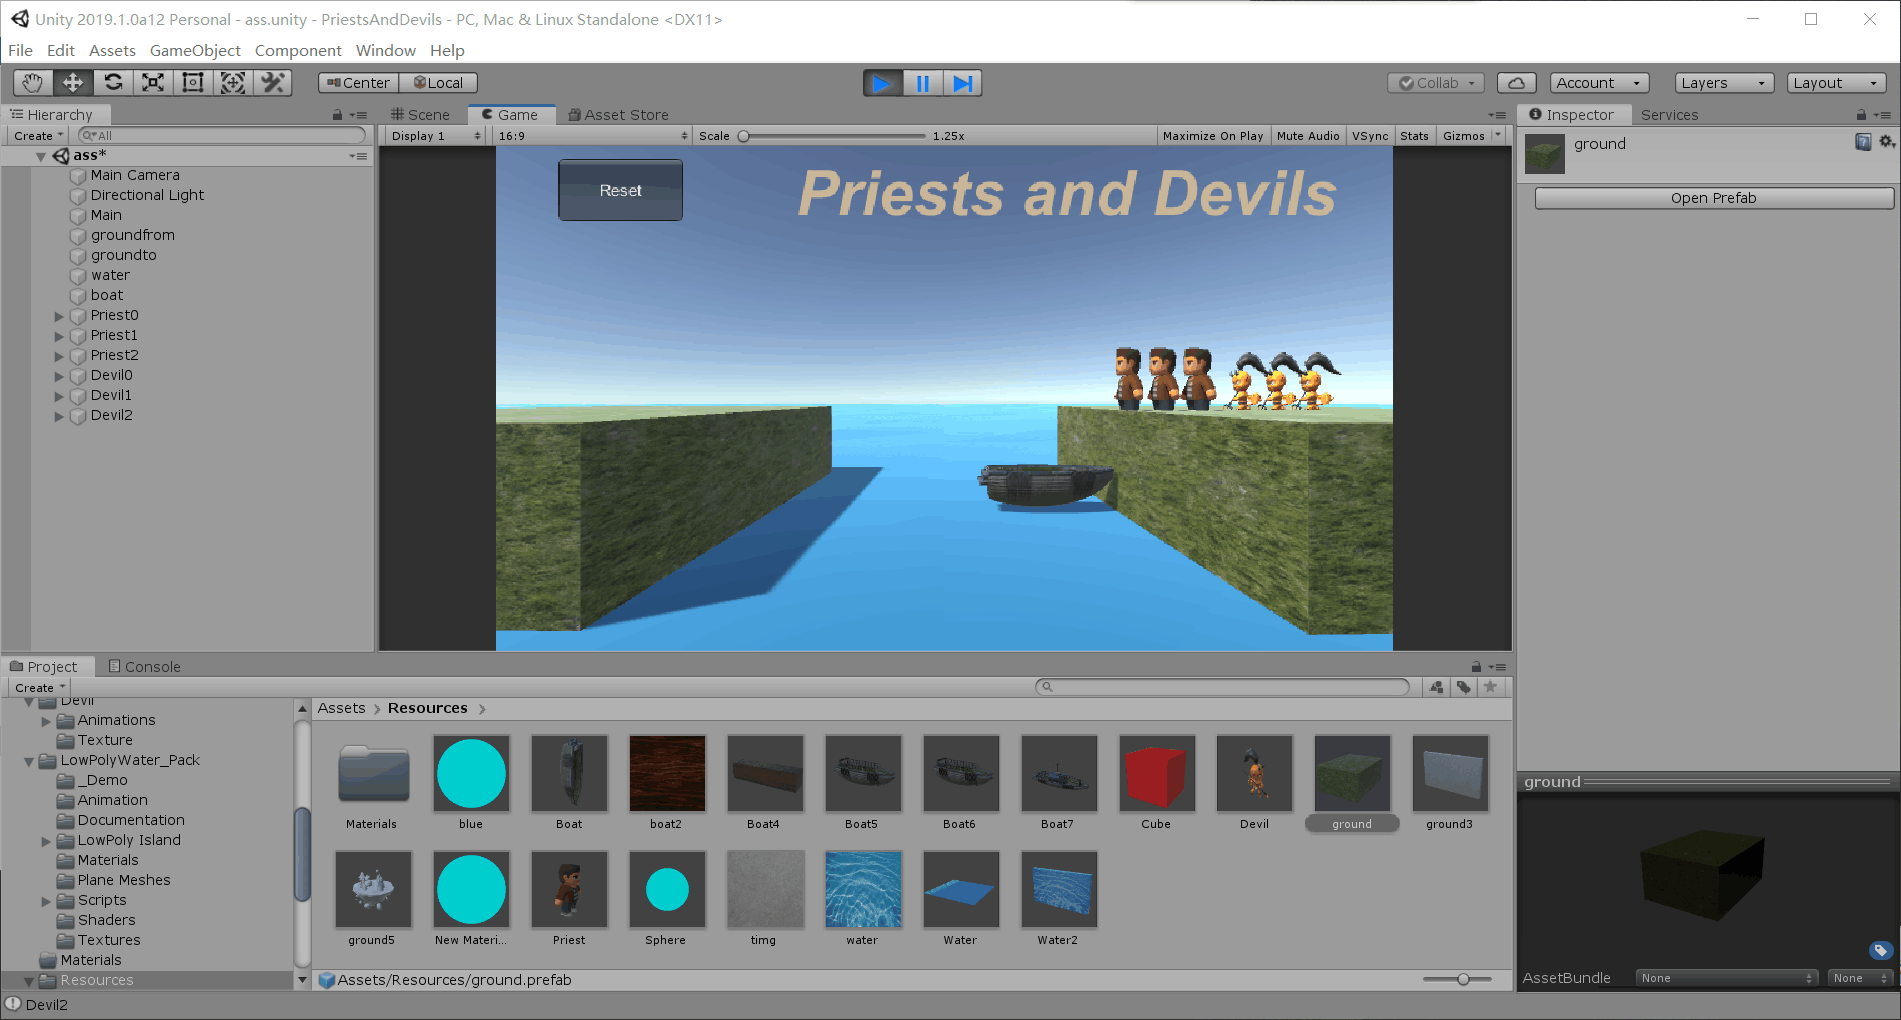 Unity 2019.1.0a12 Personal - ass.unity - PriestsAndDevils - PC, Mac & Linux Standalone <DX11>
File Edit Assets GameObject Component Window Help
Center Local Collab Account Layers Layout
Hierarchy
Create All
ass*
Main Camera
Directional Light
Main
groundfrom
groundto
water
boat
Priest0
Priest1
Priest2
Devil0
Devil1
Devil2
Scene Game Asset Store
Display 1 16:9 Scale 1.25x Maximize On Play Mute Audio VSync Stats Gizmos
Reset
Priests and Devils
Inspector Services
ground
Open Prefab
Project Console
Create
Devil
Animations
Texture
LowPolyWater_Pack
_Demo
Animation
Documentation
LowPoly Island
Materials
Plane Meshes
Scripts
Shaders
Textures
Materials
Resources
Assets Resources
Materials blue Boat boat2 Boat4 Boat5 Boat6 Boat7 Cube Devil ground ground3
ground5 New Materi... Priest Sphere timg water Water Water2
Assets/Resources/ground.prefab
ground
AssetBundle None None
Devil2